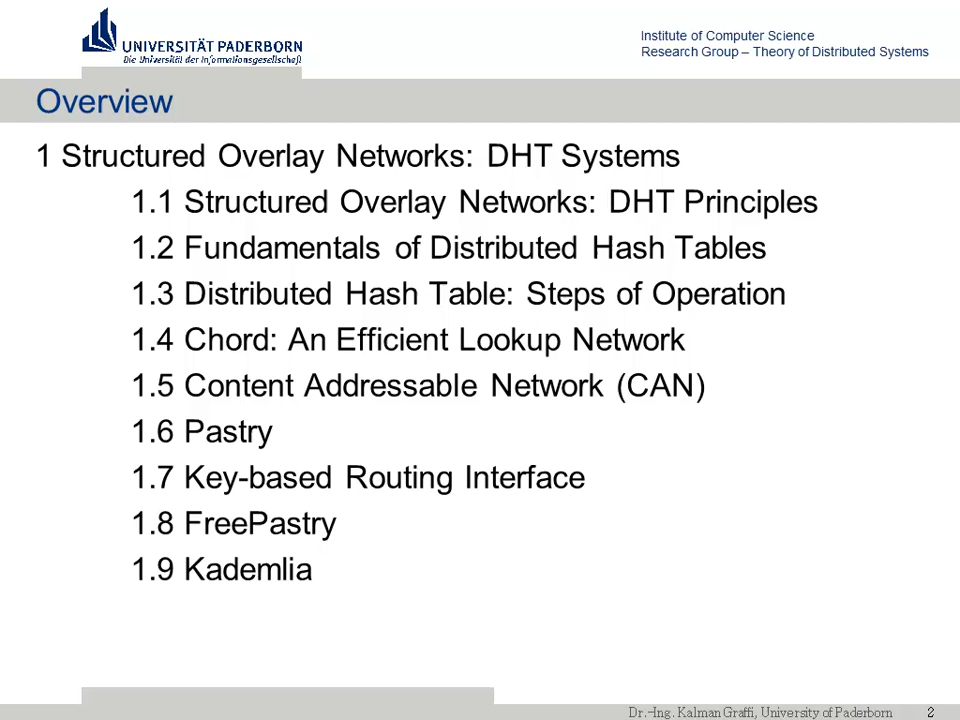 UNIVERSITÄT PADERBORN
Die Universität der Informationsgesellschaft
Institute of Computer Science
Research Group – Theory of Distributed Systems
Overview
1 Structured Overlay Networks: DHT Systems
1.1 Structured Overlay Networks: DHT Principles
1.2 Fundamentals of Distributed Hash Tables
1.3 Distributed Hash Table: Steps of Operation
1.4 Chord: An Efficient Lookup Network
1.5 Content Addressable Network (CAN)
1.6 Pastry
1.7 Key-based Routing Interface
1.8 FreePastry
1.9 Kademlia
Dr.-Ing. Kalman Graffi, University of Paderborn 2